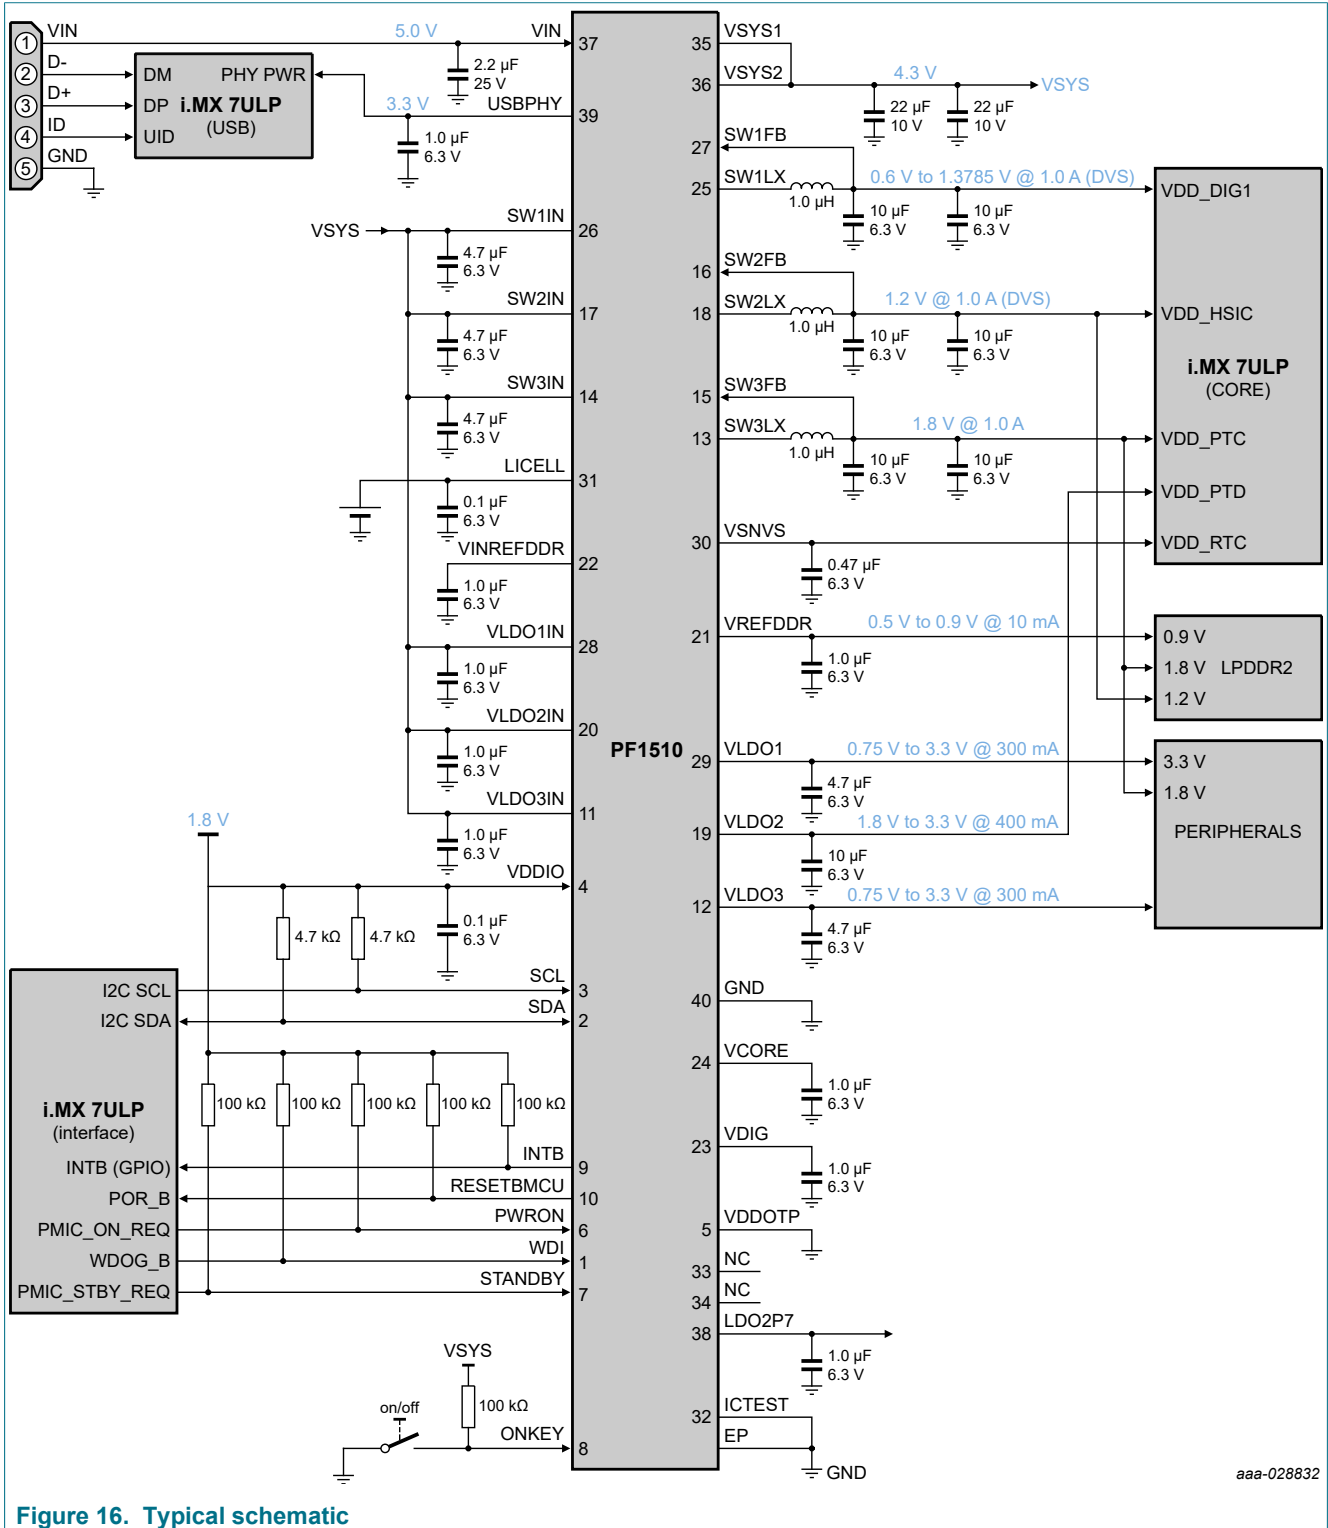 VIN
5.0 V
VIN
1
37
D-
2
D+
3
ID
4
GND
5
DM
PHY PWR
DP
i.MX 7ULP
(USB)
UID
2.2 µF
25 V
3.3 V
USBPHY
39
1.0 µF
6.3 V
VSYS
SW1IN
26
4.7 µF
6.3 V
SW2IN
17
4.7 µF
6.3 V
SW3IN
14
4.7 µF
6.3 V
LICELL
31
0.1 µF
6.3 V
VINREFDDR
22
1.0 µF
6.3 V
VLDO1IN
28
1.0 µF
6.3 V
VLDO2IN
20
1.0 µF
6.3 V
VLDO3IN
11
1.0 µF
6.3 V
1.8 V
VDDIO
4
4.7 kΩ
4.7 kΩ
0.1 µF
6.3 V
I2C SCL
SCL
3
I2C SDA
SDA
2
i.MX 7ULP
(interface)
100 kΩ
100 kΩ
100 kΩ
100 kΩ
100 kΩ
INTB (GPIO)
INTB
9
POR_B
RESETBMCU
10
PMIC_ON_REQ
PWRON
6
WDOG_B
WDI
1
PMIC_STBY_REQ
STANDBY
7
VSYS
100 kΩ
on/off
ONKEY
8
PF1510
35
VSYS1
36
VSYS2
4.3 V
VSYS
22 µF
10 V
22 µF
10 V
27
SW1FB
25
SW1LX
1.0 µH
0.6 V to 1.3785 V @ 1.0 A (DVS)
10 µF
6.3 V
10 µF
6.3 V
16
SW2FB
18
SW2LX
1.0 µH
1.2 V @ 1.0 A (DVS)
10 µF
6.3 V
10 µF
6.3 V
15
SW3FB
13
SW3LX
1.0 µH
1.8 V @ 1.0 A
10 µF
6.3 V
10 µF
6.3 V
VDD_DIG1
VDD_HSIC
i.MX 7ULP
(CORE)
VDD_PTC
VDD_PTD
VDD_RTC
30
VSNVS
0.47 µF
6.3 V
21
VREFDDR
0.5 V to 0.9 V @ 10 mA
1.0 µF
6.3 V
0.9 V
1.8 V
LPDDR2
1.2 V
29
VLDO1
0.75 V to 3.3 V @ 300 mA
4.7 µF
6.3 V
3.3 V
1.8 V
PERIPHERALS
19
VLDO2
1.8 V to 3.3 V @ 400 mA
10 µF
6.3 V
12
VLDO3
0.75 V to 3.3 V @ 300 mA
4.7 µF
6.3 V
40
GND
24
VCORE
1.0 µF
6.3 V
23
VDIG
1.0 µF
6.3 V
5
VDDOTP
33
NC
34
NC
38
LDO2P7
1.0 µF
6.3 V
32
ICTEST
EP
GND
aaa-028832
Figure 16. Typical schematic